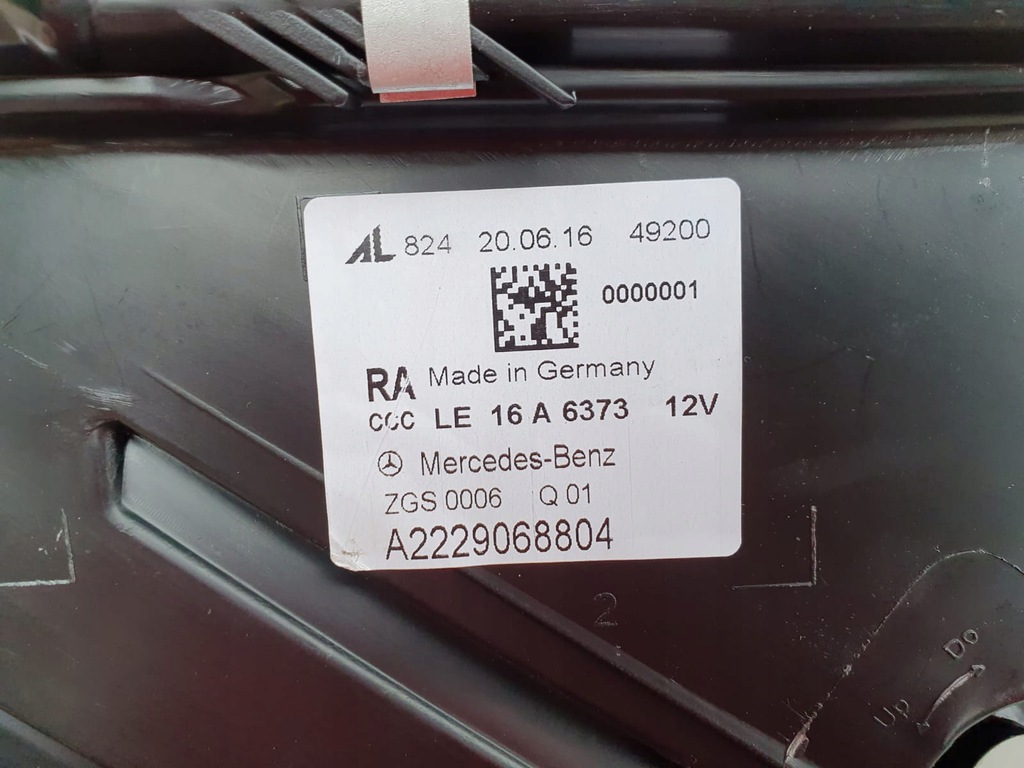 AL 824 20.06.16 49200
0000001
RA Made in Germany
CCC LE 16 A 6373 12V
Mercedes-Benz
ZGS 0006 Q 01
A2229068804
2
Do
Up